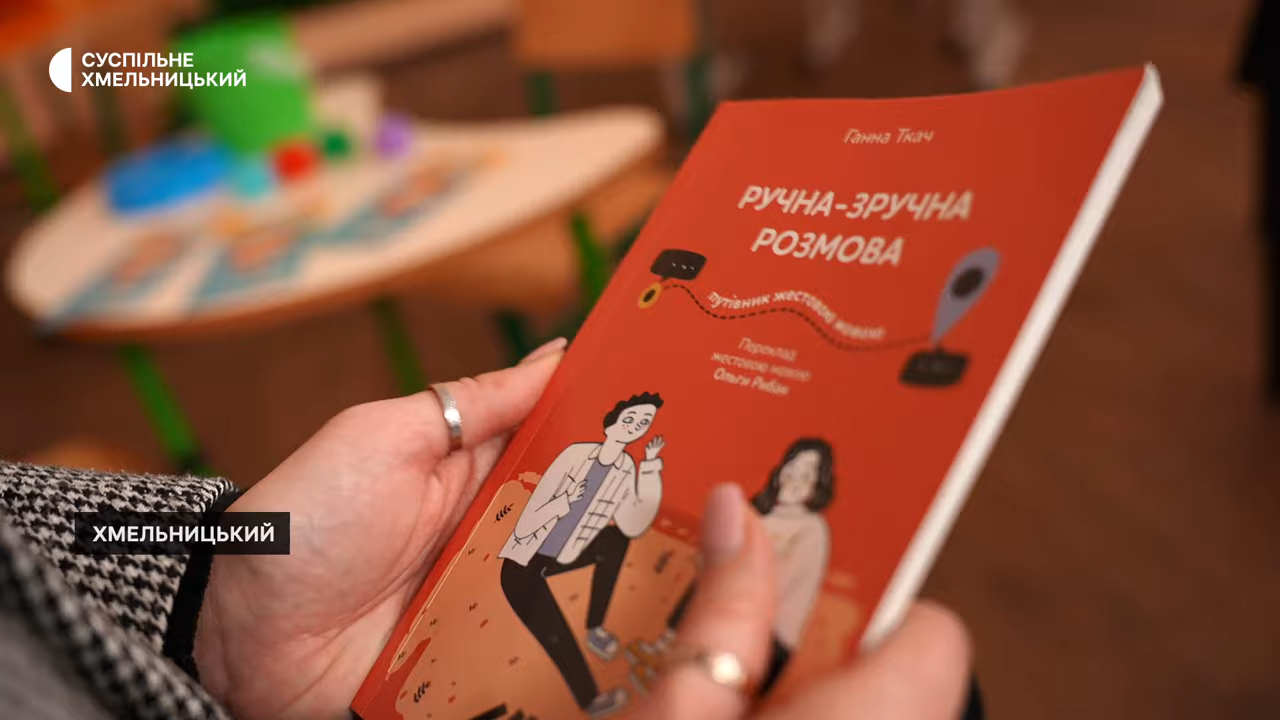 СУСПІЛЬНЕ
ХМЕЛЬНИЦЬКИЙ
Ганна Ткач
РУЧНА-ЗРУЧНА
РОЗМОВА
путівник жестовою мовою
Переклад
жестовою мовою
Ольги Рибак
ХМЕЛЬНИЦЬКИЙ